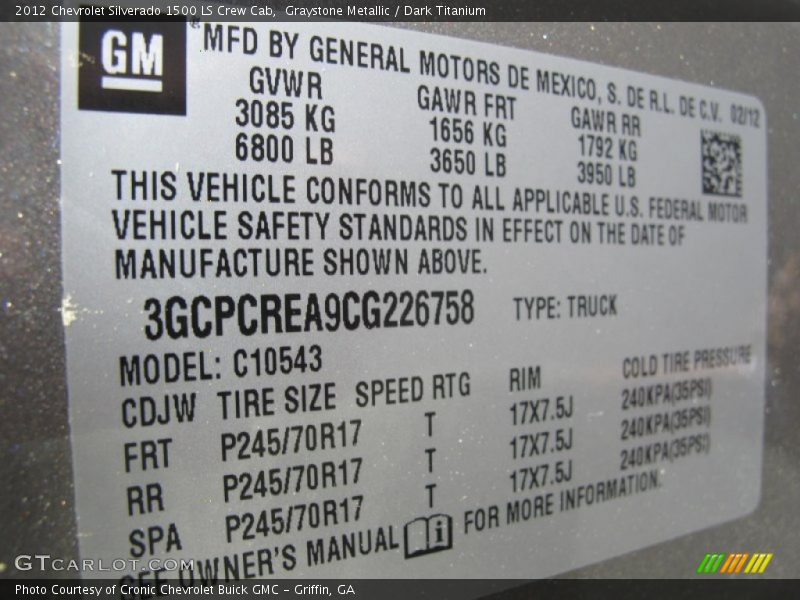 2012 Chevrolet Silverado 1500 LS Crew Cab,  Graystone Metallic / Dark Titanium
GM
MFD BY GENERAL MOTORS DE MEXICO, S. DE R.L. DE C.V. 02/12
GVWR GAWR FRT GAWR RR
3085 KG 1656 KG 1792 KG
6800 LB 3650 LB 3950 LB
THIS VEHICLE CONFORMS TO ALL APPLICABLE U.S. FEDERAL MOTOR
VEHICLE SAFETY STANDARDS IN EFFECT ON THE DATE OF
MANUFACTURE SHOWN ABOVE.
3GCPCREA9CG226758 TYPE: TRUCK
MODEL: C10543
CDJW TIRE SIZE SPEED RTG RIM COLD TIRE PRESSURE
FRT P245/70R17 T 17X7.5J 240KPA(35PSI)
RR P245/70R17 T 17X7.5J 240KPA(35PSI)
SPA P245/70R17 T 17X7.5J 240KPA(35PSI)
SEE OWNER'S MANUAL FOR MORE INFORMATION.
GTCARLOT.COM
Photo Courtesy of Cronic Chevrolet Buick GMC – Griffin, GA